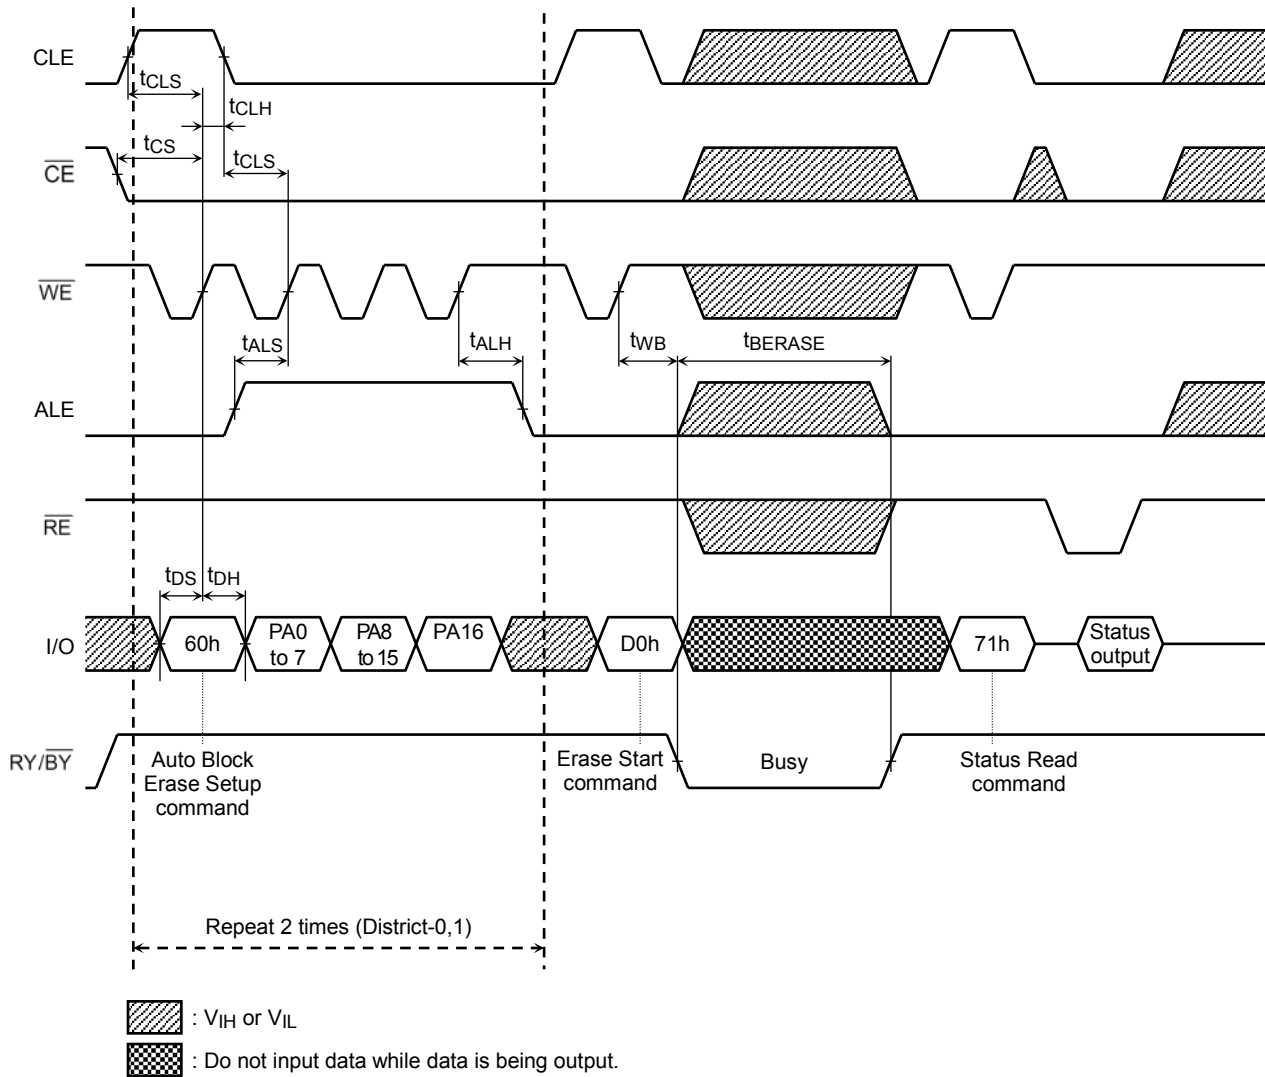 CLE
tCLS
tCLH
tCS
tCLS
CE
WE
tALS
tALH
tWB
tBERASE
ALE
RE
tDS
tDH
I/O
60h
PA0
to 7
PA8
to 15
PA16
D0h
71h
Status
output
RY/BY
Auto Block
Erase Setup
command
Erase Start
command
Busy
Status Read
command
Repeat 2 times (District-0,1)
: VIH or VIL
: Do not input data while data is being output.